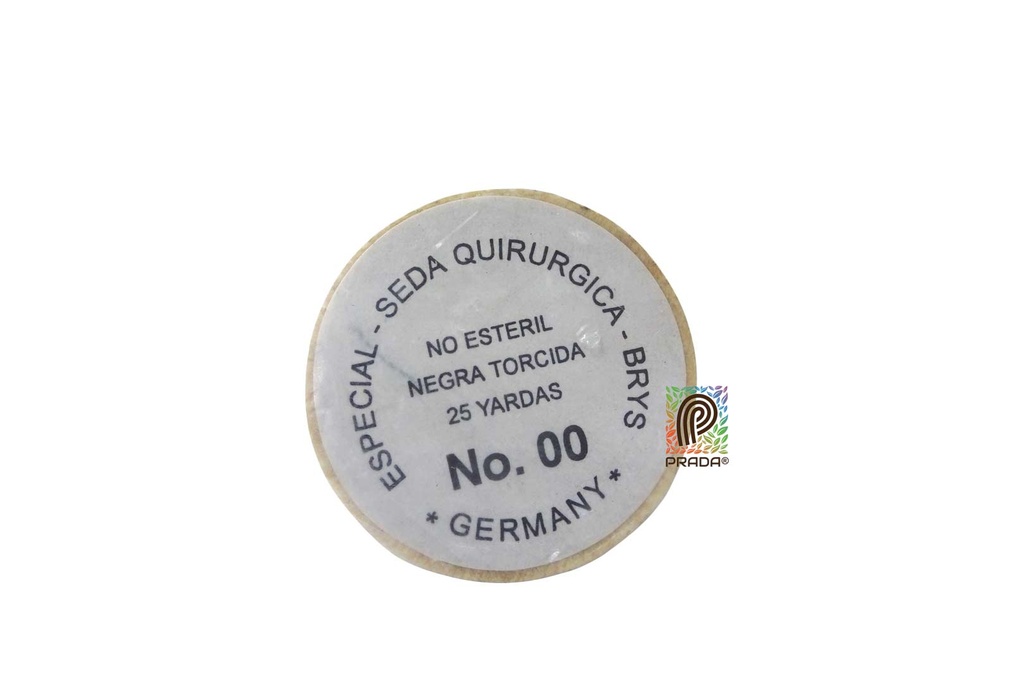 ESPECIAL - SEDA QUIRURGICA - BRYS
NO ESTERIL
NEGRA TORCIDA
25 YARDAS
No. 00
* GERMANY *
PRADA®